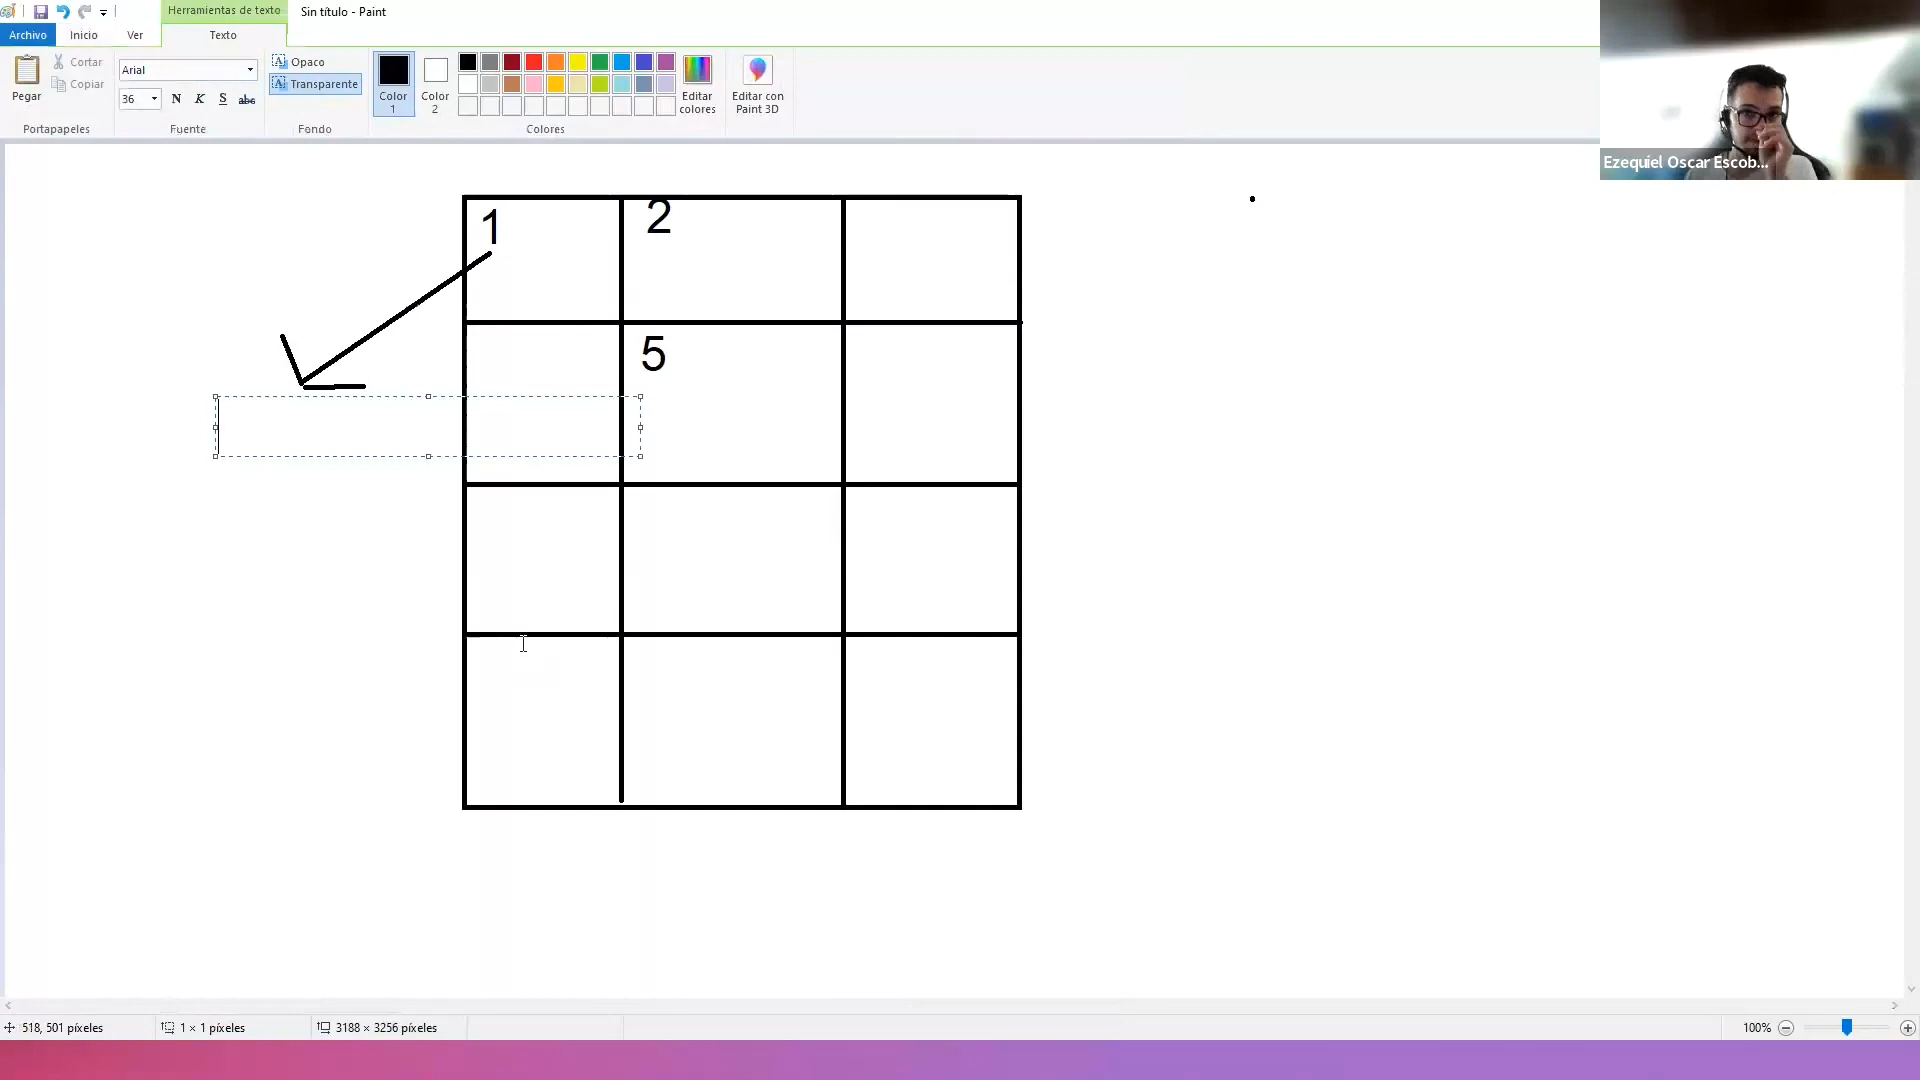 Herramientas de texto
Sin título - Paint
Archivo
Inicio
Ver
Texto
Pegar
Cortar
Copiar
Portapapeles
Arial
36
N K S abc
Fuente
Opaco
Transparente
Fondo
Color 1
Color 2
Editar colores
Colores
Editar con Paint 3D
Ezequiel Oscar Escob...
1
2
5
518, 501 píxeles
1 × 1 píxeles
3188 × 3256 píxeles
100%